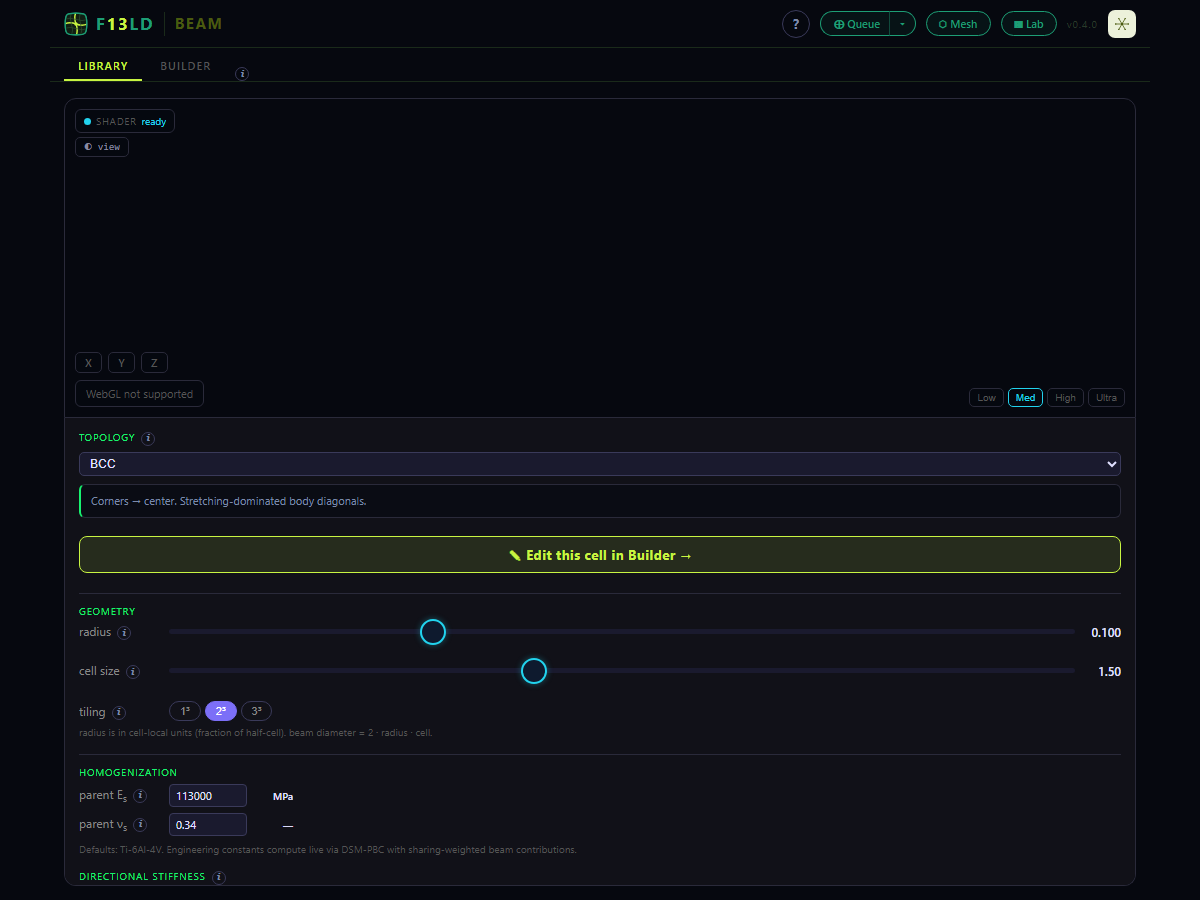 F13LD BEAM ? Queue Mesh Lab v0.4.0
LIBRARY BUILDER i
SHADER ready
view
X Y Z
WebGL not supported
Low Med High Ultra
TOPOLOGY i
BCC
Corners → center. Stretching-dominated body diagonals.
Edit this cell in Builder →
GEOMETRY
radius i 0.100
cell size i 1.50
tiling i 1³ 2³ 3³
radius is in cell-local units (fraction of half-cell). beam diameter = 2 · radius · cell.
HOMOGENIZATION
parent Eₛ i 113000 MPa
parent νₛ i 0.34 —
Defaults: Ti-6Al-4V. Engineering constants compute live via DSM-PBC with sharing-weighted beam contributions.
DIRECTIONAL STIFFNESS i